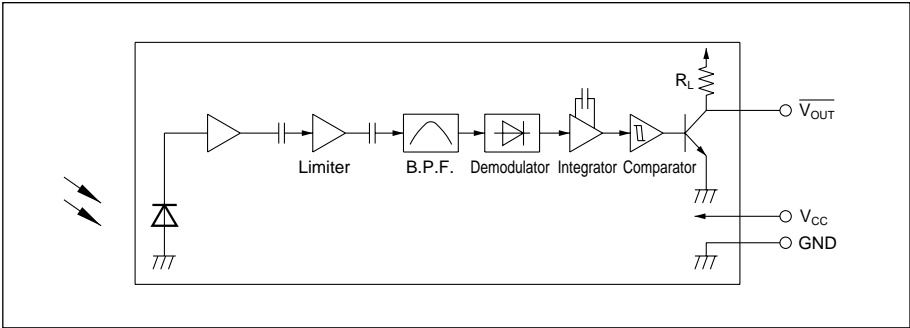 R_L
V_OUT
Limiter
B.P.F.
Demodulator
Integrator
Comparator
V_CC
GND